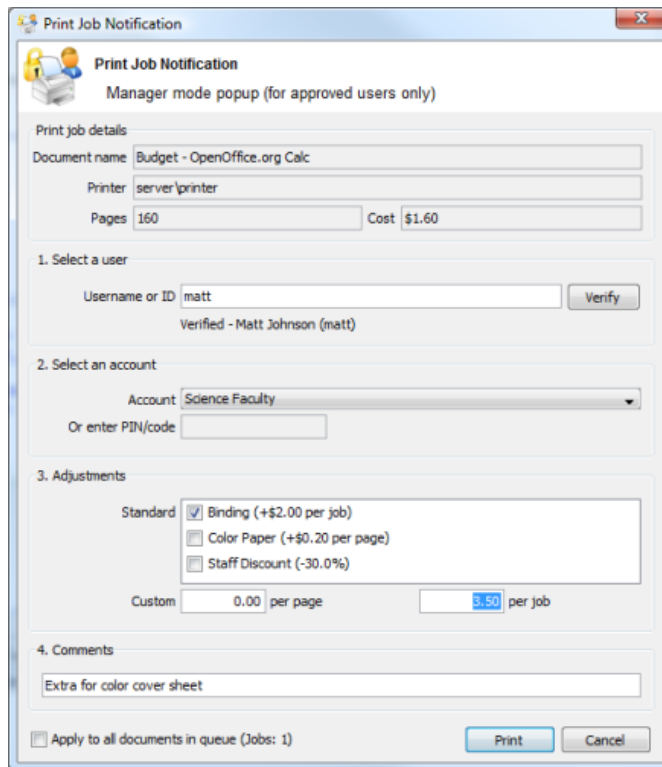 Print Job Notification
Print Job Notification
Manager mode popup (for approved users only)
Print job details
Document name Budget - OpenOffice.org Calc
Printer server\printer
Pages 160 Cost $1.60
1. Select a user
Username or ID matt Verify
Verified - Matt Johnson (matt)
2. Select an account
Account Science Faculty
Or enter PIN/code
3. Adjustments
Standard Binding (+$2.00 per job)
Color Paper (+$0.20 per page)
Staff Discount (-30.0%)
Custom 0.00 per page 3.50 per job
4. Comments
Extra for color cover sheet
Apply to all documents in queue (Jobs: 1) Print Cancel